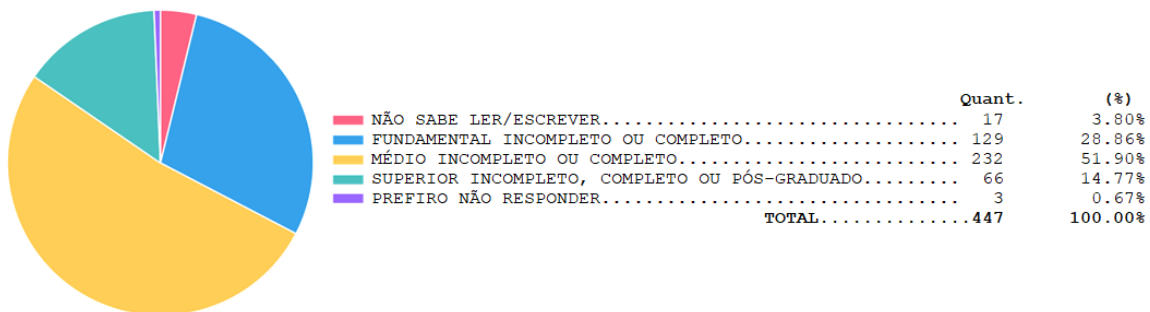 Quant. (%)
NÃO SABE LER/ESCREVER.................................. 17 3.80%
FUNDAMENTAL INCOMPLETO OU COMPLETO..................... 129 28.86%
MÉDIO INCOMPLETO OU COMPLETO........................... 232 51.90%
SUPERIOR INCOMPLETO, COMPLETO OU PÓS-GRADUADO......... 66 14.77%
PREFIRO NÃO RESPONDER.................................. 3 0.67%
TOTAL..............447 100.00%